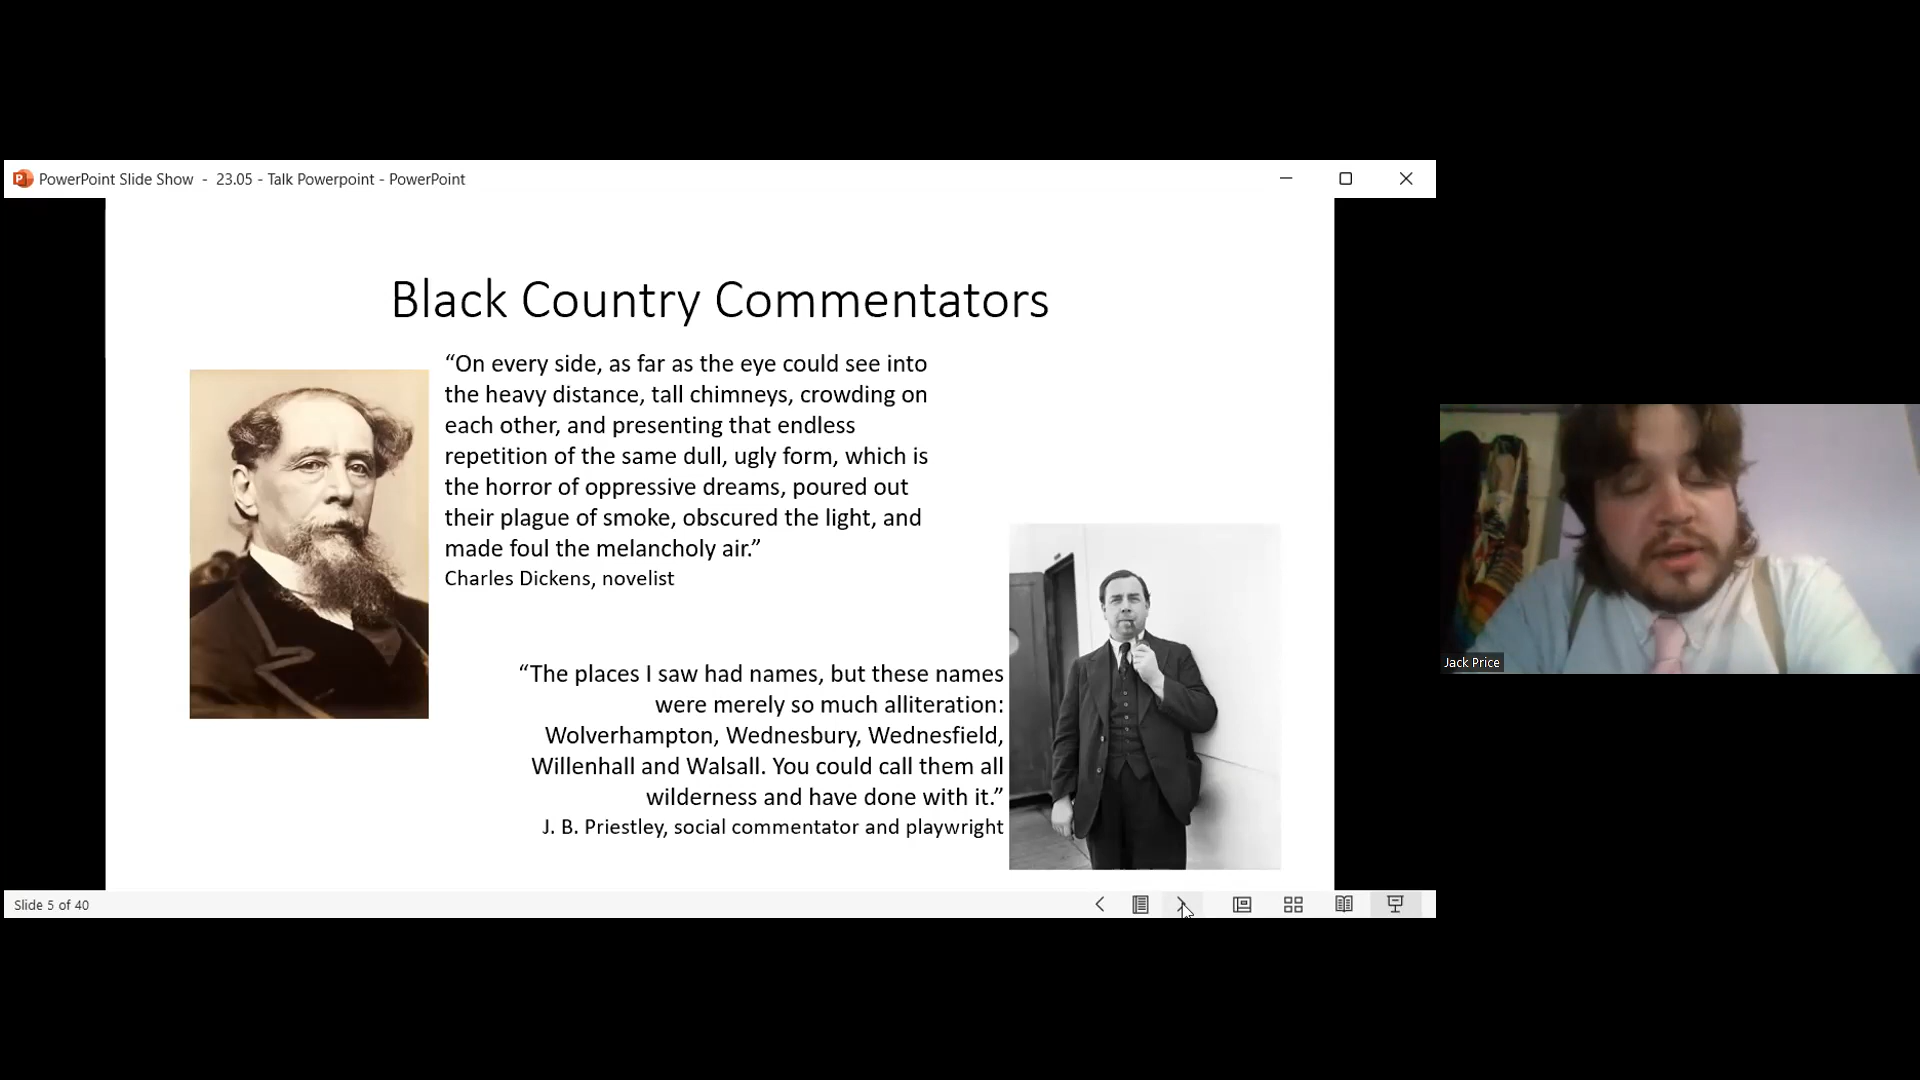 PowerPoint Slide Show - 23.05 - Talk Powerpoint - PowerPoint
Black Country Commentators
“On every side, as far as the eye could see into
the heavy distance, tall chimneys, crowding on
each other, and presenting that endless
repetition of the same dull, ugly form, which is
the horror of oppressive dreams, poured out
their plague of smoke, obscured the light, and
made foul the melancholy air.”
Charles Dickens, novelist
“The places I saw had names, but these names
were merely so much alliteration:
Wolverhampton, Wednesbury, Wednesfield,
Willenhall and Walsall. You could call them all
wilderness and have done with it.”
J. B. Priestley, social commentator and playwright
Jack Price
Slide 5 of 40